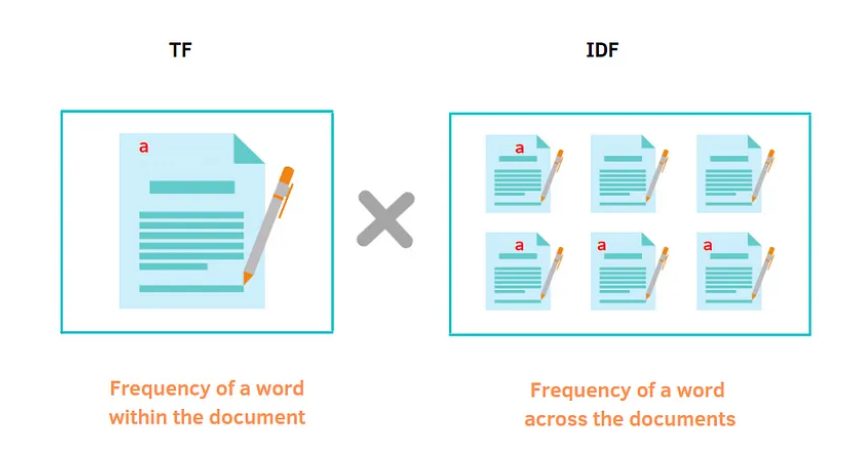 TF
IDF
a
a
a
a
a
Frequency of a word
within the document
Frequency of a word
across the documents